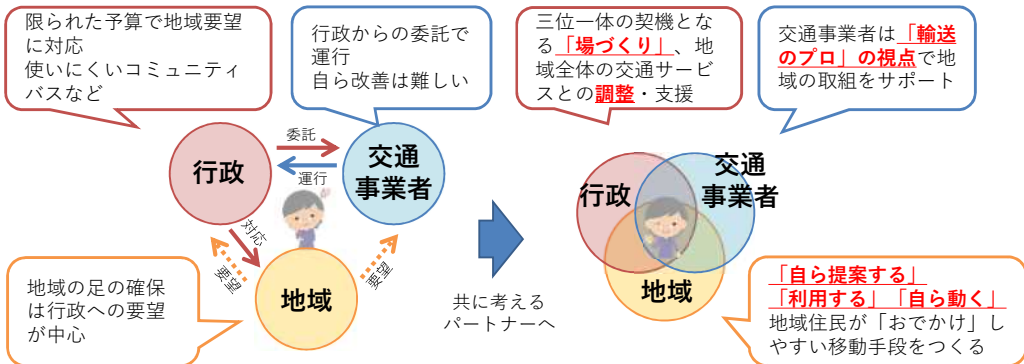 限られた予算で地域要望
に対応
使いにくいコミュニティ
バスなど
行政からの委託で
運行
自ら改善は難しい
三位一体の契機とな
る「場づくり」、地
域全体の交通サービ
スとの調整・支援
交通事業者は「輸送
のプロ」の視点で地
域の取組をサポート
行政
委託
運行
交通
事業者
対応
要望
要望
地域
地域の足の確保
は行政への要望
が中心
共に考える
パートナーへ
行政
交通
事業者
地域
「自ら提案する」
「利用する」「自ら動く」
地域住民が「おでかけ」し
やすい移動手段をつくる